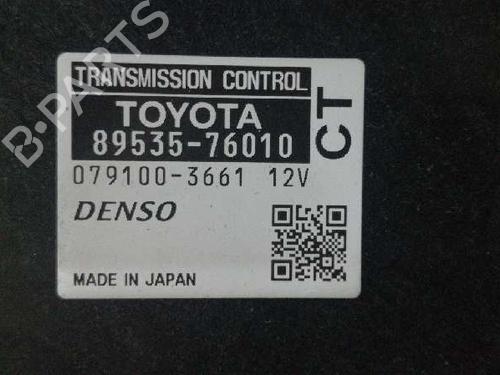 TRANSMISSION CONTROL
TOYOTA
89535-76010
CT
079100-3661 12V
DENSO
MADE IN JAPAN
B-PARTS